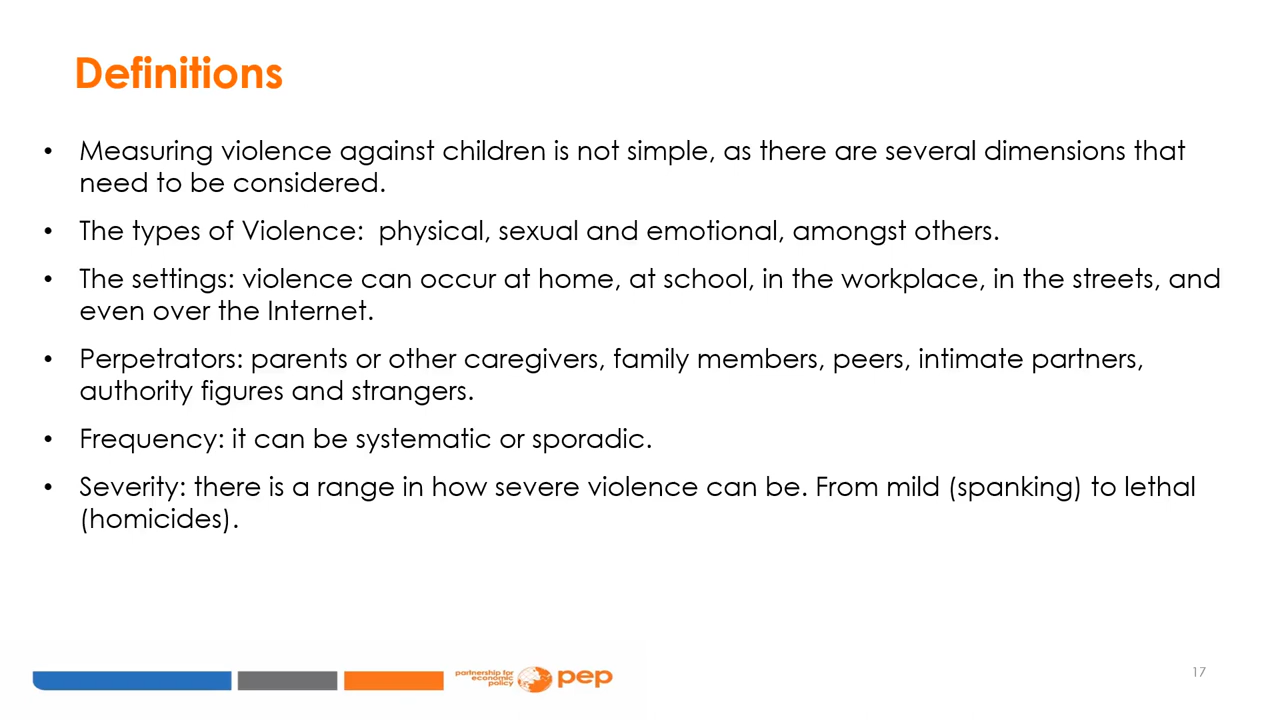 Definitions
• Measuring violence against children is not simple, as there are several dimensions that
need to be considered.
• The types of Violence:  physical, sexual and emotional, amongst others.
• The settings: violence can occur at home, at school, in the workplace, in the streets, and
even over the Internet.
• Perpetrators: parents or other caregivers, family members, peers, intimate partners,
authority figures and strangers.
• Frequency: it can be systematic or sporadic.
• Severity: there is a range in how severe violence can be. From mild (spanking) to lethal
(homicides).
partnership for
economic
policy
pep
17